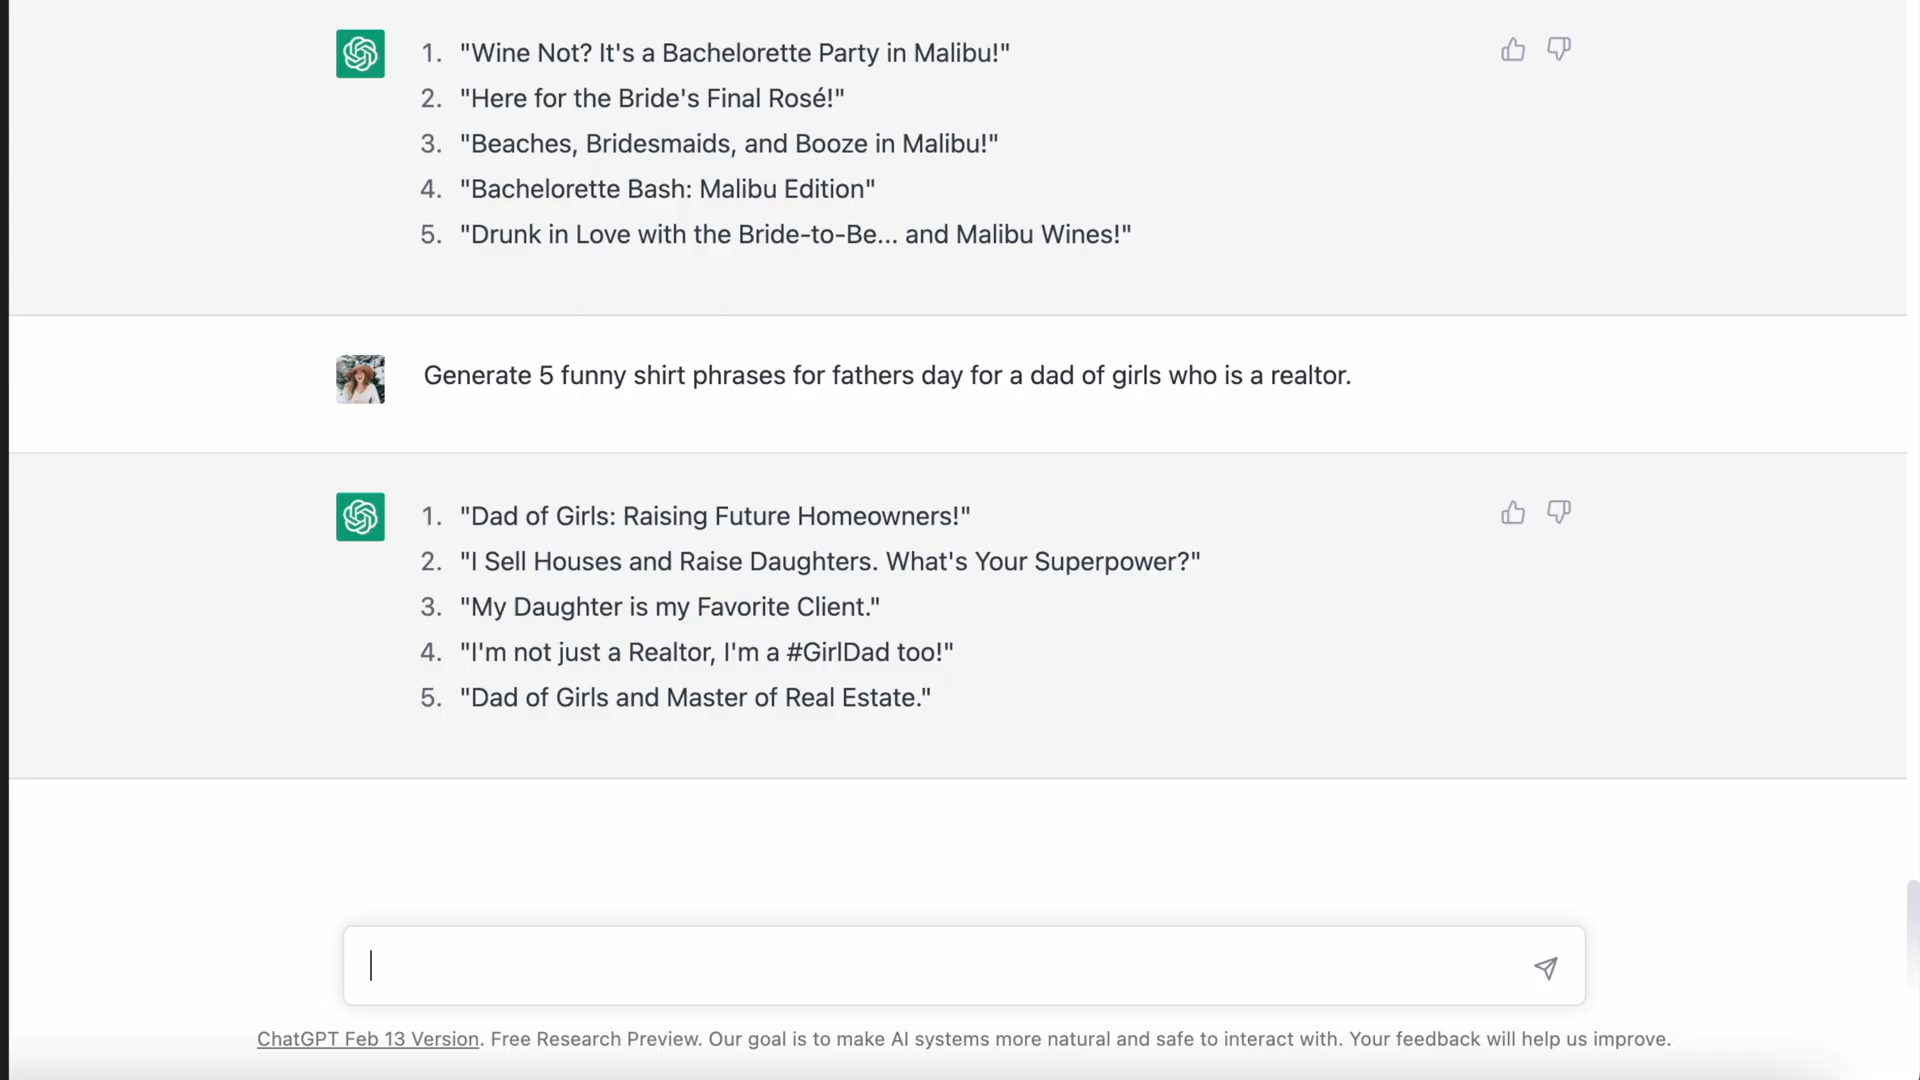 1. "Wine Not? It's a Bachelorette Party in Malibu!"
2. "Here for the Bride's Final Rosé!"
3. "Beaches, Bridesmaids, and Booze in Malibu!"
4. "Bachelorette Bash: Malibu Edition"
5. "Drunk in Love with the Bride-to-Be... and Malibu Wines!"
Generate 5 funny shirt phrases for fathers day for a dad of girls who is a realtor.
1. "Dad of Girls: Raising Future Homeowners!"
2. "I Sell Houses and Raise Daughters. What's Your Superpower?"
3. "My Daughter is my Favorite Client."
4. "I'm not just a Realtor, I'm a #GirlDad too!"
5. "Dad of Girls and Master of Real Estate."
ChatGPT Feb 13 Version. Free Research Preview. Our goal is to make AI systems more natural and safe to interact with. Your feedback will help us improve.